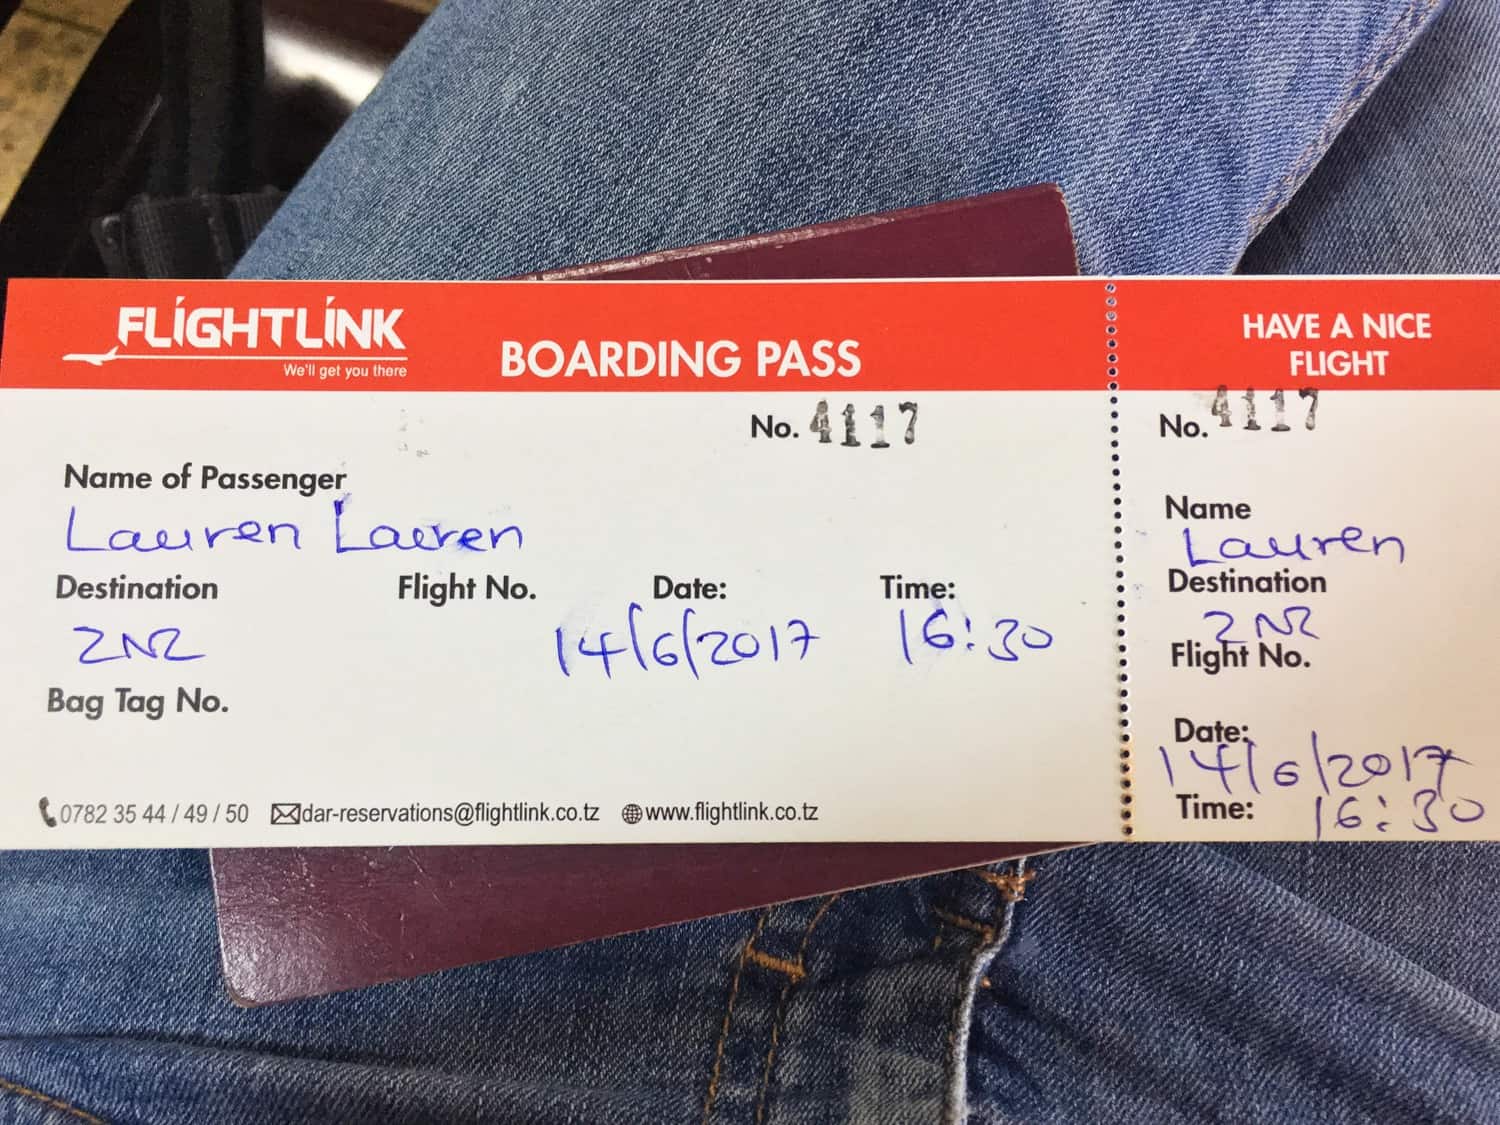 FLIGHTLINK
We'll get you there
BOARDING PASS
No. 4117
Name of Passenger
Lauren Lauren
Destination Flight No. Date: Time:
ZNZ 14/6/2017 16:30
Bag Tag No.
0782 35 44 / 49 / 50 dar-reservations@flightlink.co.tz www.flightlink.co.tz
HAVE A NICE
FLIGHT
No. 4117
Name
Lauren
Destination
ZNZ
Flight No.
Date:
14/6/2017
Time: 16:30